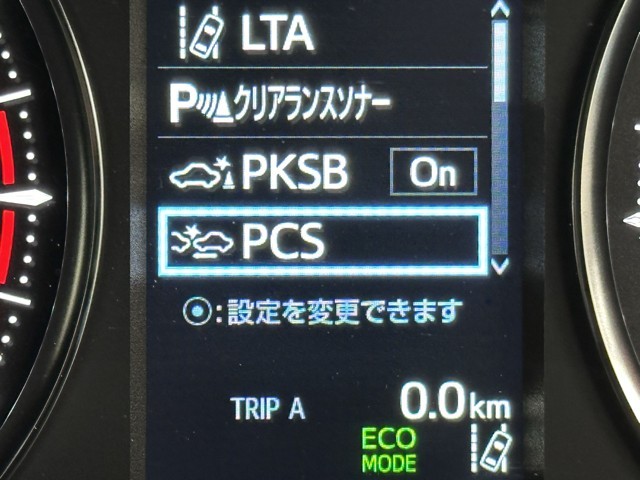 LTA
Pクリアランスソナー
PKSB On
PCS
:設定を変更できます
TRIP A 0.0km
ECO
MODE